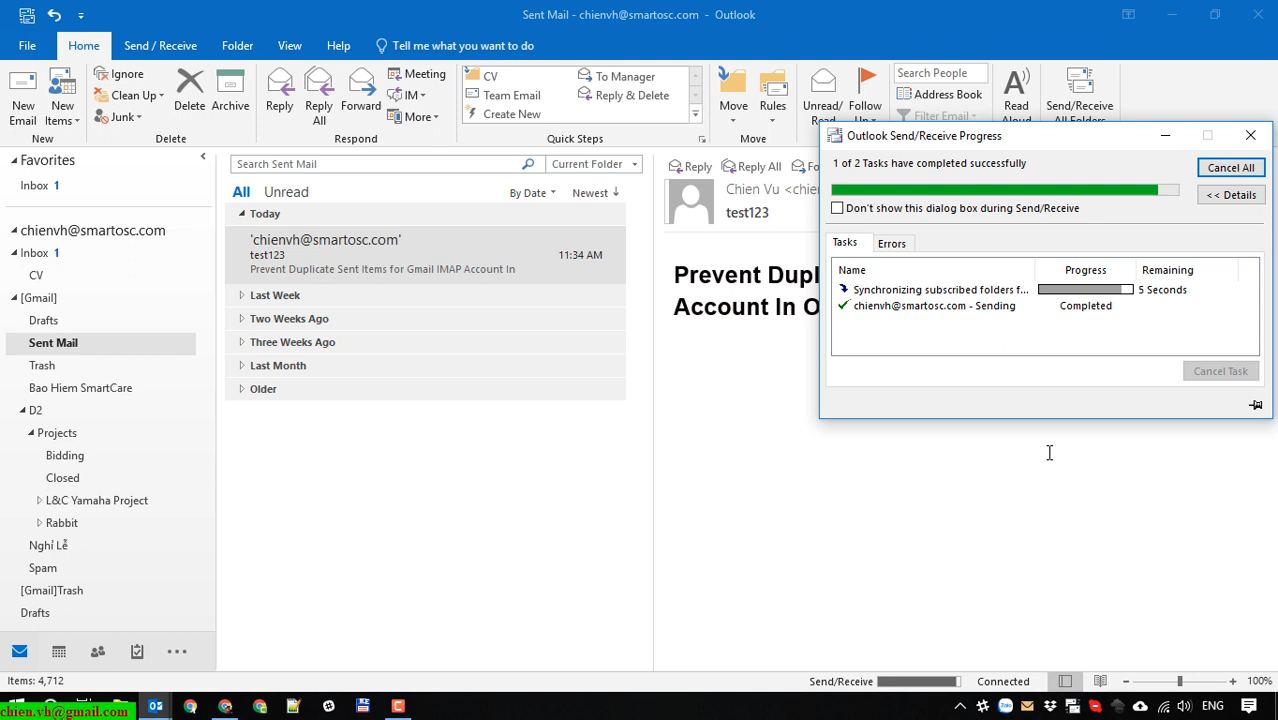 Sent Mail - chienvh@smartosc.com - Outlook
File Home Send / Receive Folder View Help Tell me what you want to do
New Email
New Items
Ignore
Clean Up
Junk
Delete
Archive
Reply
Reply All
Forward
Meeting
IM
More
CV
Team Email
Create New
To Manager
Reply & Delete
Move
Rules
Unread/
Read
Follow
Up
Search People
Address Book
Filter Email
Read
Aloud
Send/Receive
All Folders
New
Delete
Respond
Quick Steps
Move
Favorites
Inbox 1
chienvh@smartosc.com
Inbox 1
CV
[Gmail]
Drafts
Sent Mail
Trash
Bao Hiem SmartCare
D2
Projects
Bidding
Closed
L&C Yamaha Project
Rabbit
Nghỉ Lễ
Spam
[Gmail]Trash
Drafts
Search Sent Mail
Current Folder
All Unread
By Date Newest
Today
'chienvh@smartosc.com'
test123 11:34 AM
Prevent Duplicate Sent Items for Gmail IMAP Account In
Last Week
Two Weeks Ago
Three Weeks Ago
Last Month
Older
Reply Reply All
Chien Vu <chien
test123
Account In O
Outlook Send/Receive Progress
1 of 2 Tasks have completed successfully
Cancel All
<< Details
Don't show this dialog box during Send/Receive
Tasks Errors
Name Progress Remaining
Synchronizing subscribed folders f... 5 Seconds
chienvh@smartosc.com - Sending Completed
Cancel Task
Items: 4,712
Send/Receive
Connected
100%
chien.vh@gmail.com
Zalo
ENG